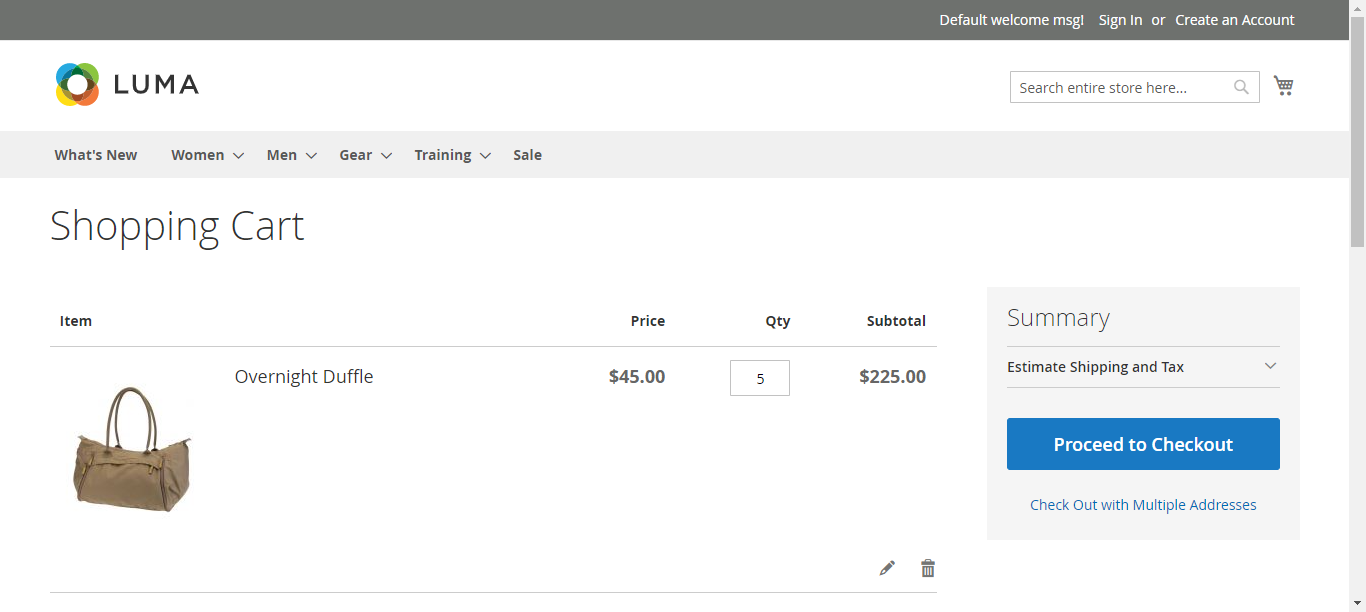 Default welcome msg! Sign In or Create an Account
LUMA
Search entire store here...
What's New Women Men Gear Training Sale
Shopping Cart
Item Price Qty Subtotal
Overnight Duffle $45.00 5 $225.00
Summary
Estimate Shipping and Tax
Proceed to Checkout
Check Out with Multiple Addresses